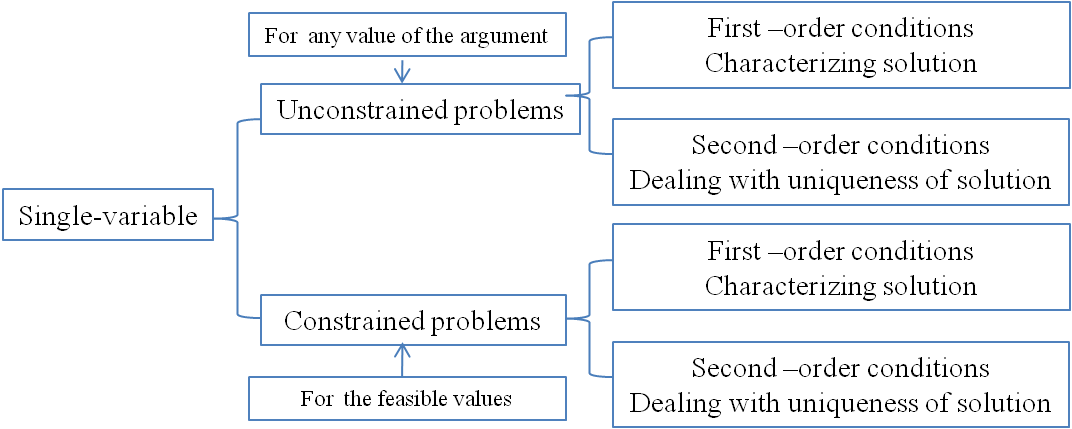 For any value of the argument
First –order conditions
Characterizing solution
Unconstrained problems
Second –order conditions
Dealing with uniqueness of solution
Single-variable
First –order conditions
Characterizing solution
Constrained problems
Second –order conditions
Dealing with uniqueness of solution
For the feasible values